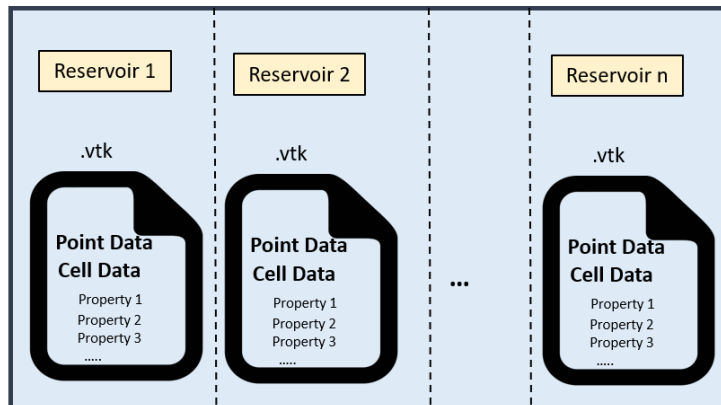 Reservoir 1
.vtk
Point Data
Cell Data
Property 1
Property 2
Property 3
.....
Reservoir 2
.vtk
Point Data
Cell Data
Property 1
Property 2
Property 3
.....
...
Reservoir n
.vtk
Point Data
Cell Data
Property 1
Property 2
Property 3
.....